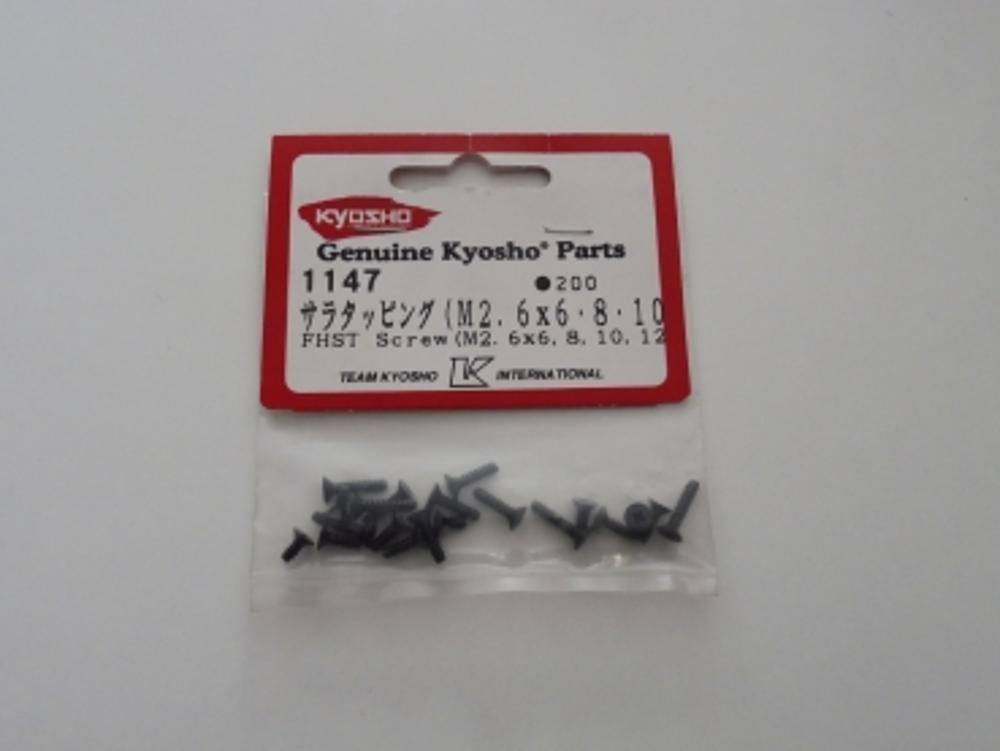 KYOSHO
Genuine Kyosho® Parts
1147 ●200
サラタッピング(M2.6x6・8・10
FHST Screw(M2.6x6,8,10,12
TEAM KYOSHO K INTERNATIONAL